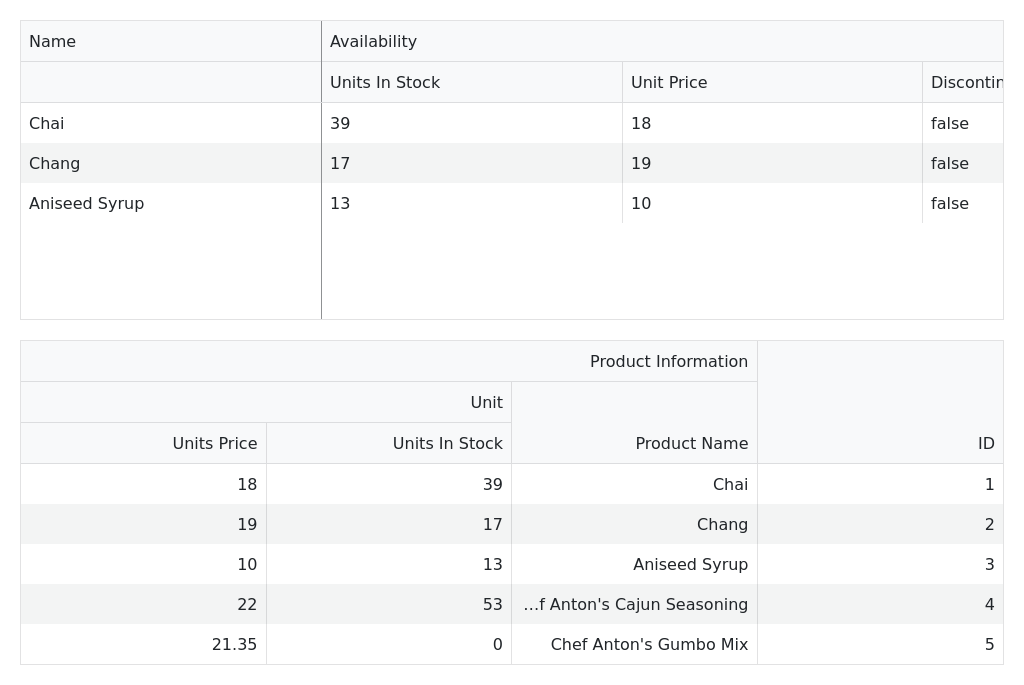 Name Availability
Units In Stock Unit Price Discontin
Chai 39 18 false
Chang 17 19 false
Aniseed Syrup 13 10 false
Product Information
Unit
Units Price Units In Stock Product Name ID
18 39 Chai 1
19 17 Chang 2
10 13 Aniseed Syrup 3
22 53 …f Anton's Cajun Seasoning 4
21.35 0 Chef Anton's Gumbo Mix 5